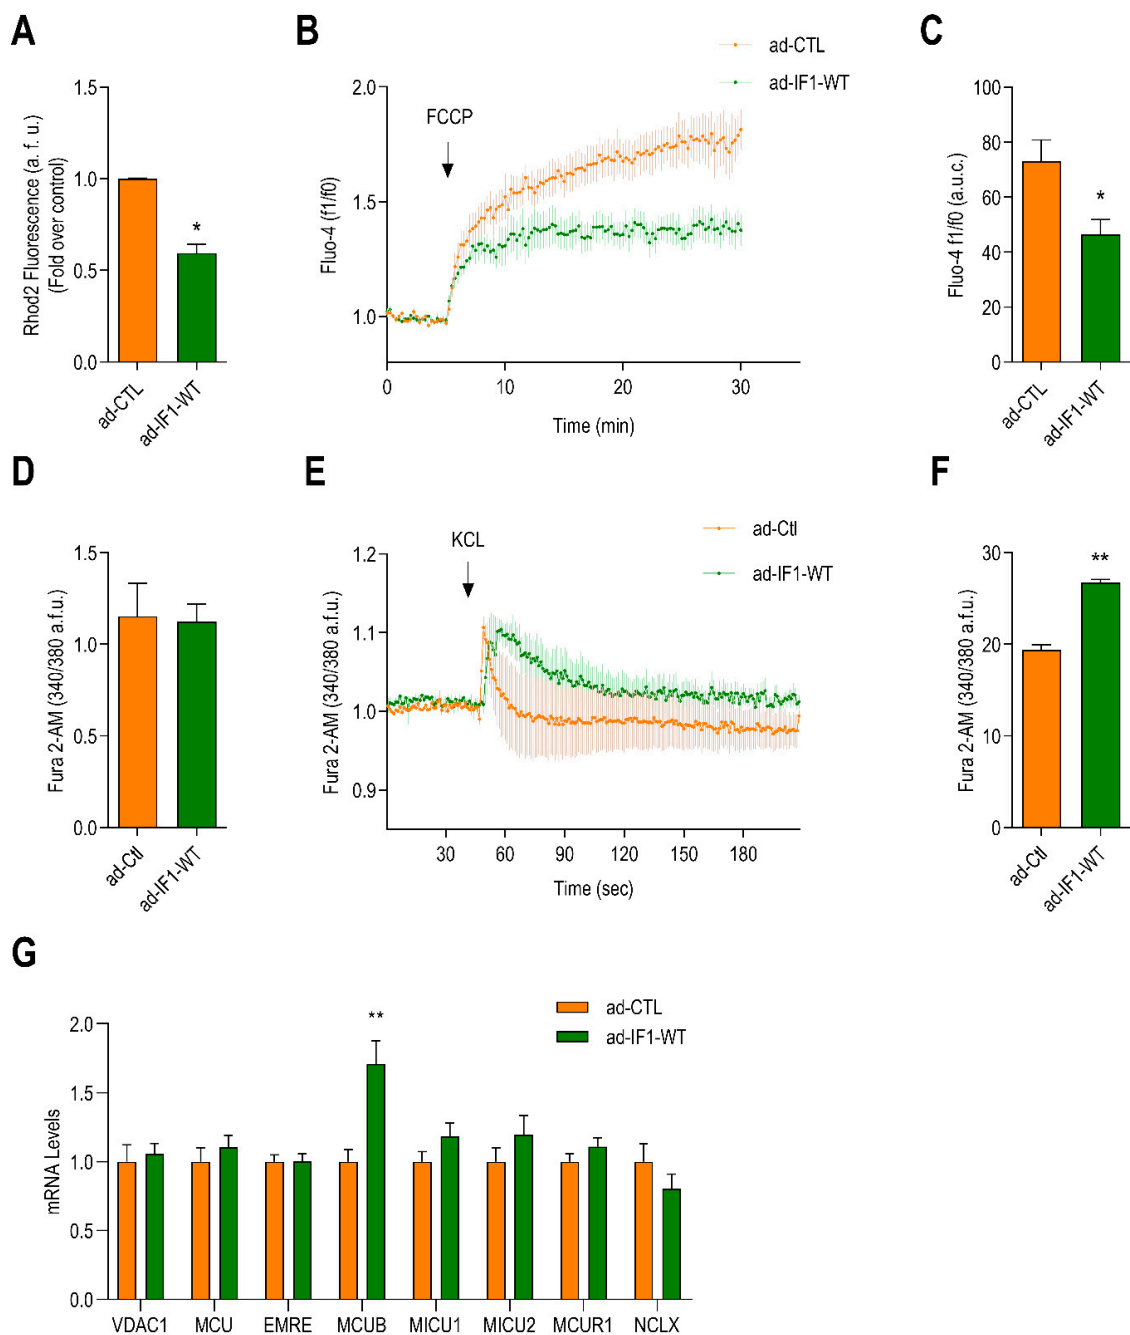 A
Rhod2 Fluorescence (a. f. u.)
(Fold over control)
1.5
1.0
0.5
0.0
ad-CTL
ad-IF1-WT
*
B
ad-CTL
ad-IF1-WT
FCCP
Fluo-4 (f1/f0)
2.0
1.5
1.0
0
10
20
30
Time (min)
C
Fluo-4 f1/f0 (a.u.c.)
100
80
60
40
20
0
*
ad-CTL
ad-IF1-WT
D
Fura 2-AM (340/380 a.f.u.)
1.5
1.0
0.5
0.0
ad-Ctl
ad-IF1-WT
E
ad-Ctl
ad-IF1-WT
KCL
Fura 2-AM (340/380 a.f.u.)
1.2
1.1
1.0
0.9
30
60
90
120
150
180
Time (sec)
F
Fura 2-AM (340/380 a.f.u.)
30
20
10
0
**
ad-Ctl
ad-IF1-WT
G
ad-CTL
ad-IF1-WT
mRNA Levels
2.0
1.5
1.0
0.5
0.0
**
VDAC1 MCU EMRE MCUB MICU1 MICU2 MCUR1 NCLX